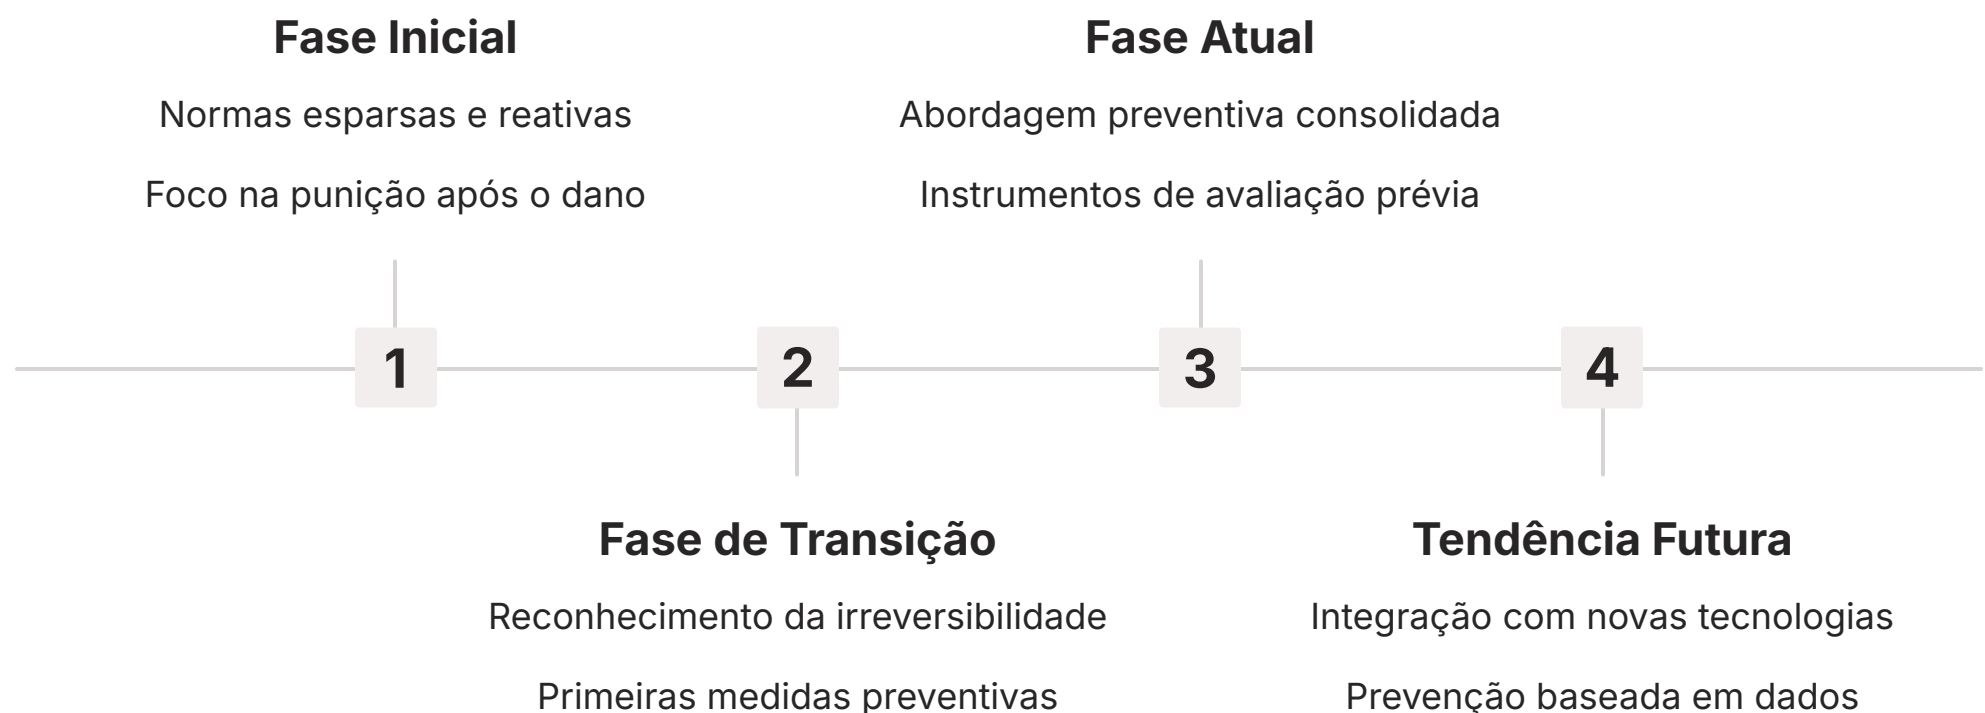 Fase Inicial
Normas esparsas e reativas
Foco na punição após o dano
Fase Atual
Abordagem preventiva consolidada
Instrumentos de avaliação prévia
1
2
3
4
Fase de Transição
Reconhecimento da irreversibilidade
Primeiras medidas preventivas
Tendência Futura
Integração com novas tecnologias
Prevenção baseada em dados